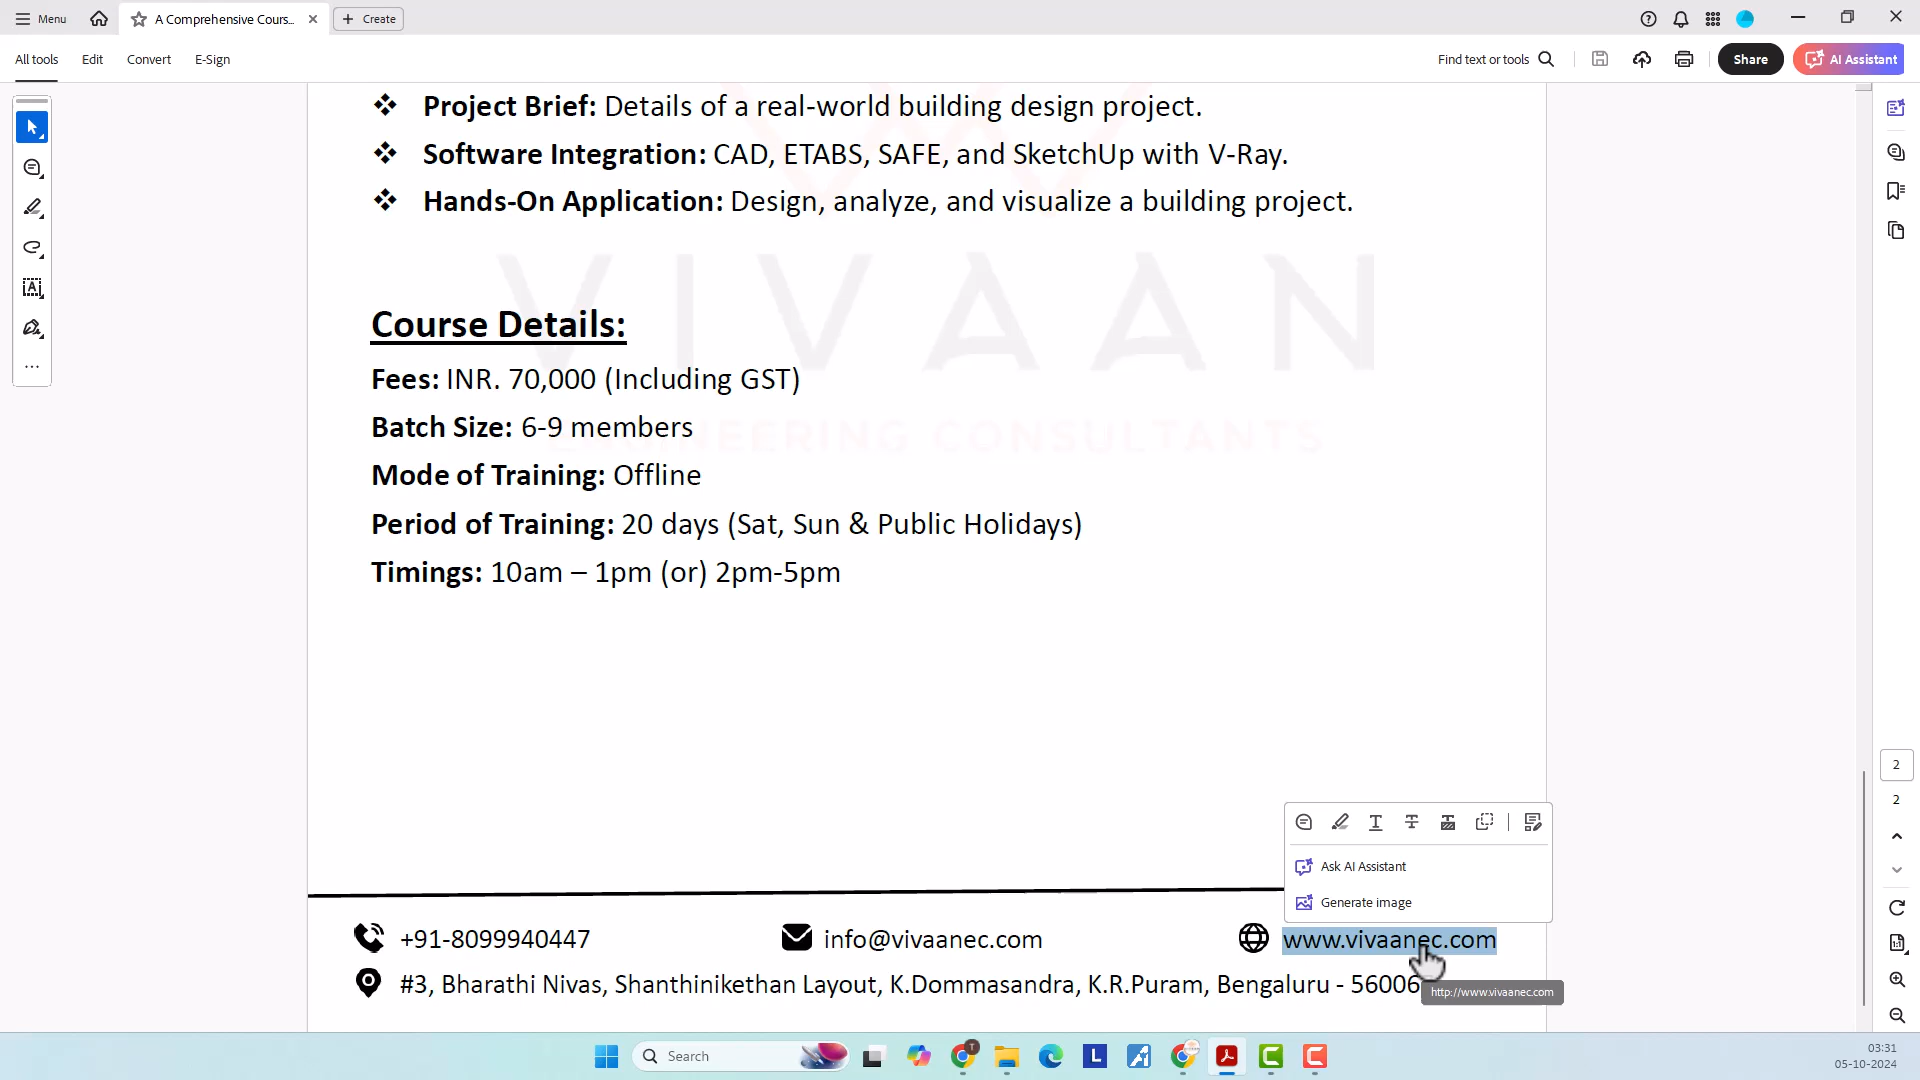 Menu
A Comprehensive Cours...
Create
All tools
Edit
Convert
E-Sign
Find text or tools
Share
AI Assistant
❖ Project Brief: Details of a real-world building design project.
❖ Software Integration: CAD, ETABS, SAFE, and SketchUp with V-Ray.
❖ Hands-On Application: Design, analyze, and visualize a building project.
VIVAAN
Course Details:
Fees: INR. 70,000 (Including GST)
Batch Size: 6-9 members
ENGINEERING CONSULTANTS
Mode of Training: Offline
Period of Training: 20 days (Sat, Sun & Public Holidays)
Timings: 10am – 1pm (or) 2pm-5pm
2
2
Ask AI Assistant
Generate image
+91-8099940447
info@vivaanec.com
www.vivaanec.com
#3, Bharathi Nivas, Shanthinikethan Layout, K.Dommasandra, K.R.Puram, Bengaluru - 56006
http://www.vivaanec.com
Search
03:31
05-10-2024